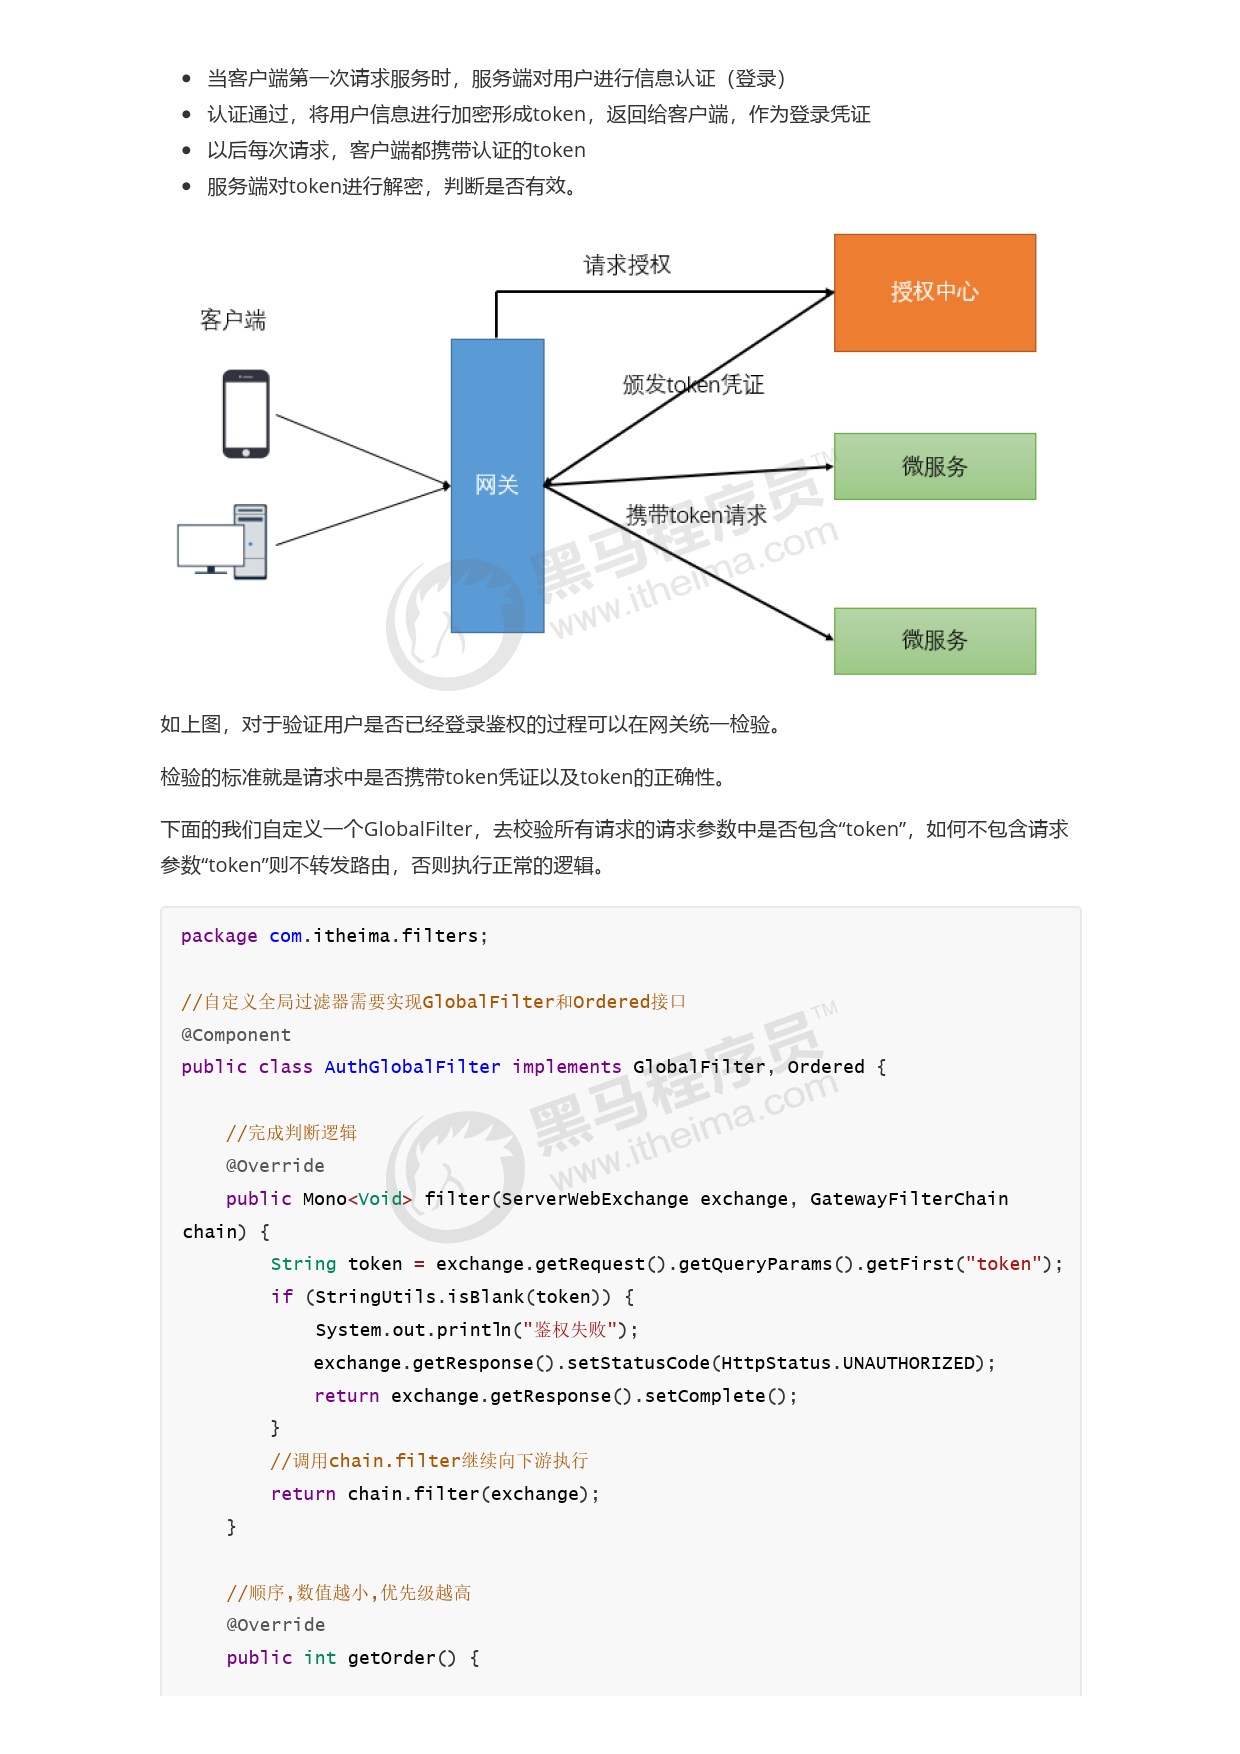 当客户端第一次请求服务时，服务端对用户进行信息认证（登录）
认证通过，将用户信息进行加密形成token，返回给客户端，作为登录凭证
以后每次请求，客户端都携带认证的token
服务端对token进行解密，判断是否有效。
请求授权
授权中心
客户端
颁发token凭证
网关
微服务
携带token请求
微服务
黑马程序员™
www.itheima.com
如上图，对于验证用户是否已经登录鉴权的过程可以在网关统一检验。
检验的标准就是请求中是否携带token凭证以及token的正确性。
下面的我们自定义一个GlobalFilter，去校验所有请求的请求参数中是否包含“token”，如何不包含请求
参数“token”则不转发路由，否则执行正常的逻辑。
package com.itheima.filters;
//自定义全局过滤器需要实现GlobalFilter和Ordered接口
@Component
public class AuthGlobalFilter implements GlobalFilter, Ordered {
//完成判断逻辑
@Override
public Mono<Void> filter(ServerWebExchange exchange, GatewayFilterChain
chain) {
String token = exchange.getRequest().getQueryParams().getFirst("token");
if (StringUtils.isBlank(token)) {
System.out.println("鉴权失败");
exchange.getResponse().setStatusCode(HttpStatus.UNAUTHORIZED);
return exchange.getResponse().setComplete();
}
//调用chain.filter继续向下游执行
return chain.filter(exchange);
}
//顺序,数值越小,优先级越高
@Override
public int getOrder() {
黑马程序员™
www.itheima.com